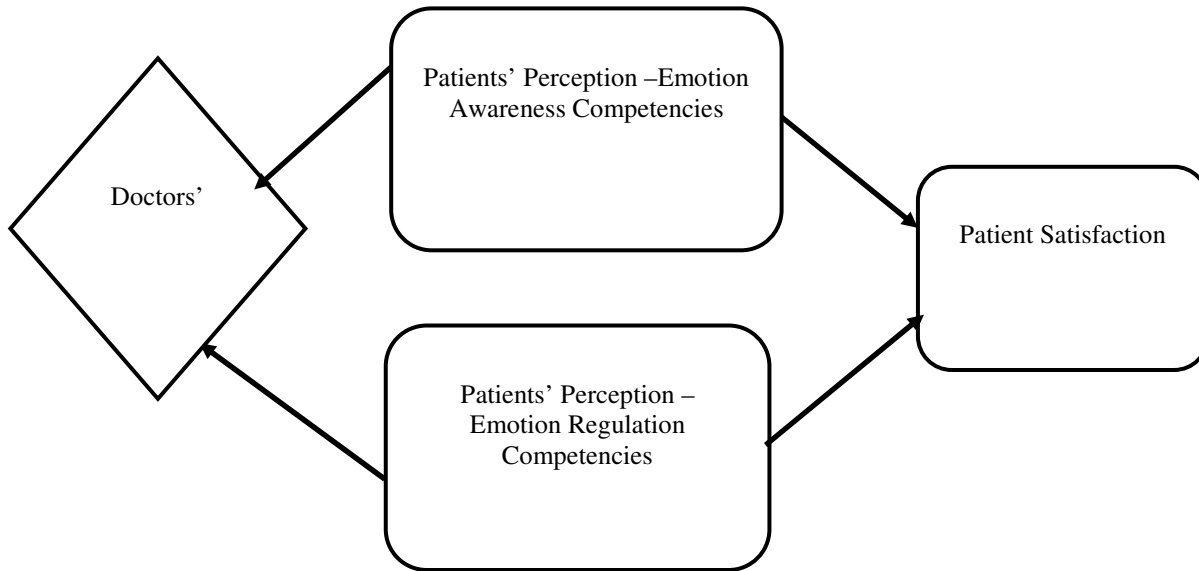 Patients’ Perception –Emotion
Awareness Competencies
Doctors’
Patient Satisfaction
Patients’ Perception –
Emotion Regulation
Competencies